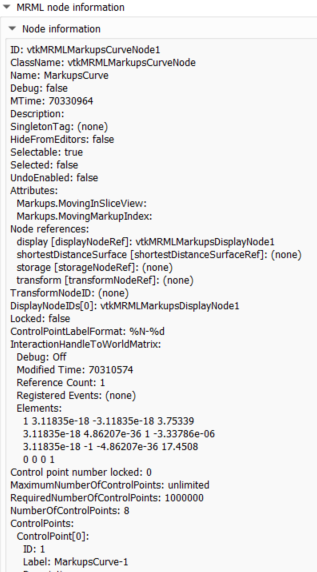 MRML node information
Node information
ID: vtkMRMLMarkupsCurveNode1
ClassName: vtkMRMLMarkupsCurveNode
Name: MarkupsCurve
Debug: false
MTime: 70330964
Description:
SingletonTag: (none)
HideFromEditors: false
Selectable: true
Selected: false
UndoEnabled: false
Attributes:
Markups.MovingInSliceView:
Markups.MovingMarkupIndex:
Node references:
display [displayNodeRef]: vtkMRMLMarkupsDisplayNode1
shortestDistanceSurface [shortestDistanceSurfaceRef]: (none)
storage [storageNodeRef]: (none)
transform [transformNodeRef]: (none)
TransformNodeID: (none)
DisplayNodeIDs[0]: vtkMRMLMarkupsDisplayNode1
Locked: false
ControlPointLabelFormat: %N-%d
InteractionHandleToWorldMatrix:
Debug: Off
Modified Time: 70310574
Reference Count: 1
Registered Events: (none)
Elements:
1 3.11835e-18 -3.11835e-18 3.75339
3.11835e-18 4.86207e-36 1 -3.33786e-06
3.11835e-18 -1 -4.86207e-36 17.4508
0 0 0 1
Control point number locked: 0
MaximumNumberOfControlPoints: unlimited
RequiredNumberOfControlPoints: 1000000
NumberOfControlPoints: 8
ControlPoints:
ControlPoint[0]:
ID: 1
Label: MarkupsCurve-1